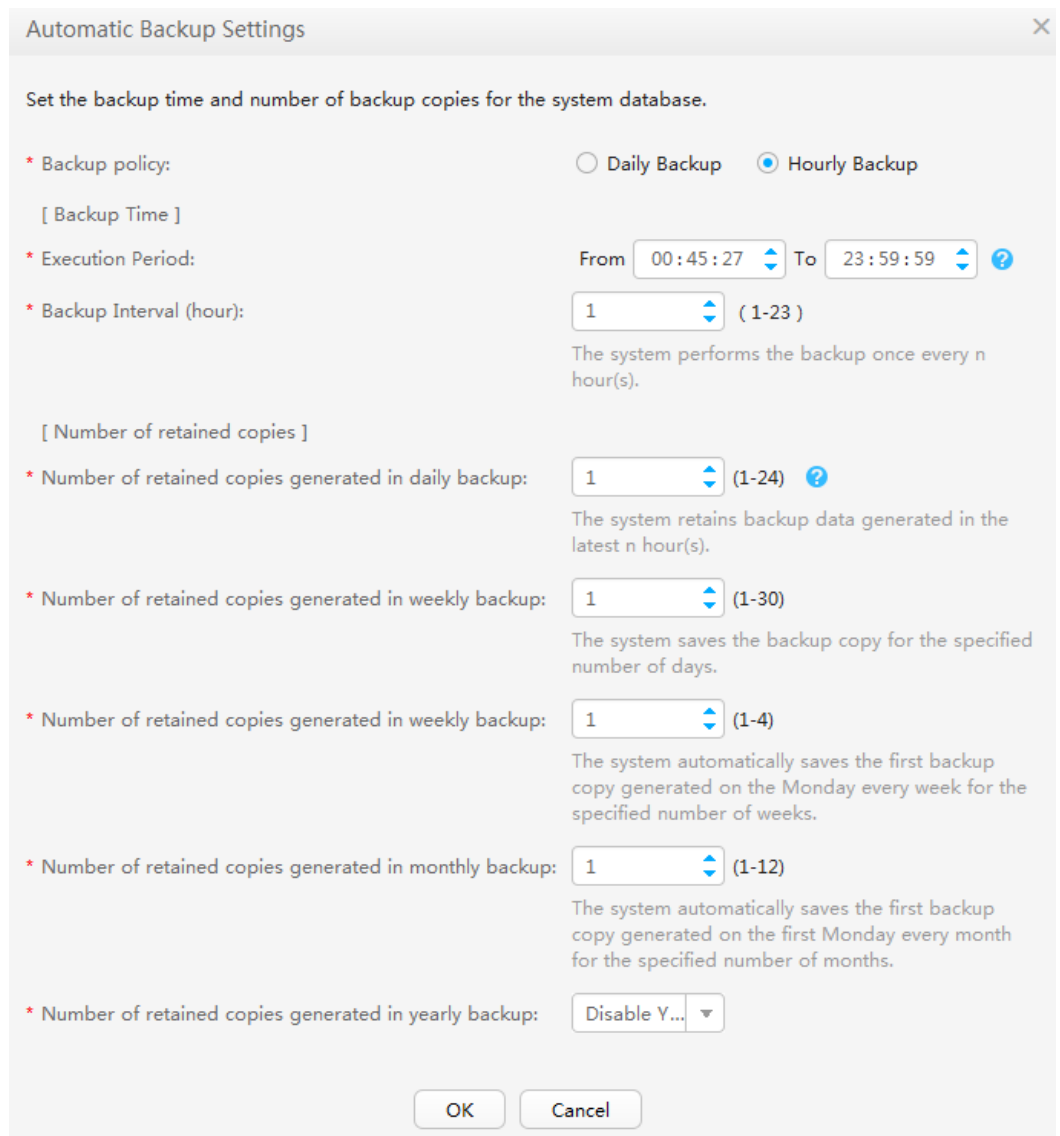 Automatic Backup Settings
Set the backup time and number of backup copies for the system database.
* Backup policy: Daily Backup Hourly Backup
[ Backup Time ]
* Execution Period: From 00:45:27 To 23:59:59 ?
* Backup Interval (hour): 1 ( 1-23 )
The system performs the backup once every n
hour(s).
[ Number of retained copies ]
* Number of retained copies generated in daily backup: 1 (1-24) ?
The system retains backup data generated in the
latest n hour(s).
* Number of retained copies generated in weekly backup: 1 (1-30)
The system saves the backup copy for the specified
number of days.
* Number of retained copies generated in weekly backup: 1 (1-4)
The system automatically saves the first backup
copy generated on the Monday every week for the
specified number of weeks.
* Number of retained copies generated in monthly backup: 1 (1-12)
The system automatically saves the first backup
copy generated on the first Monday every month
for the specified number of months.
* Number of retained copies generated in yearly backup: Disable Y...
OK Cancel